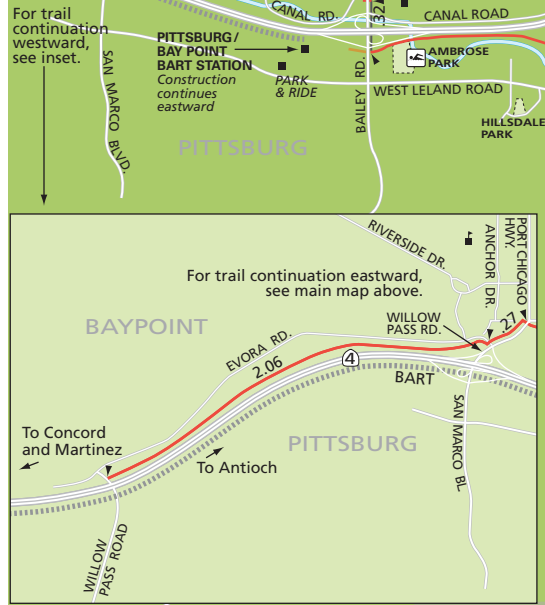 For trail
continuation
westward,
see inset.
CANAL RD.
.32
CANAL ROAD
PITTSBURG/
BAY POINT
BART STATION
Construction
continues
eastward
PARK
& RIDE
AMBROSE
PARK
SAN MARCO BLVD.
BAILEY RD.
WEST LELAND ROAD
HILLSDALE
PARK
PITTSBURG
RIVERSIDE DR.
ANCHOR DR.
PORT CHICAGO
HWY.
For trail continuation eastward,
see main map above.
BAYPOINT
WILLOW
PASS RD.
.27
EVORA RD.
2.06
4
BART
SAN MARCO BL
PITTSBURG
To Concord
and Martinez
To Antioch
WILLOW
PASS ROAD